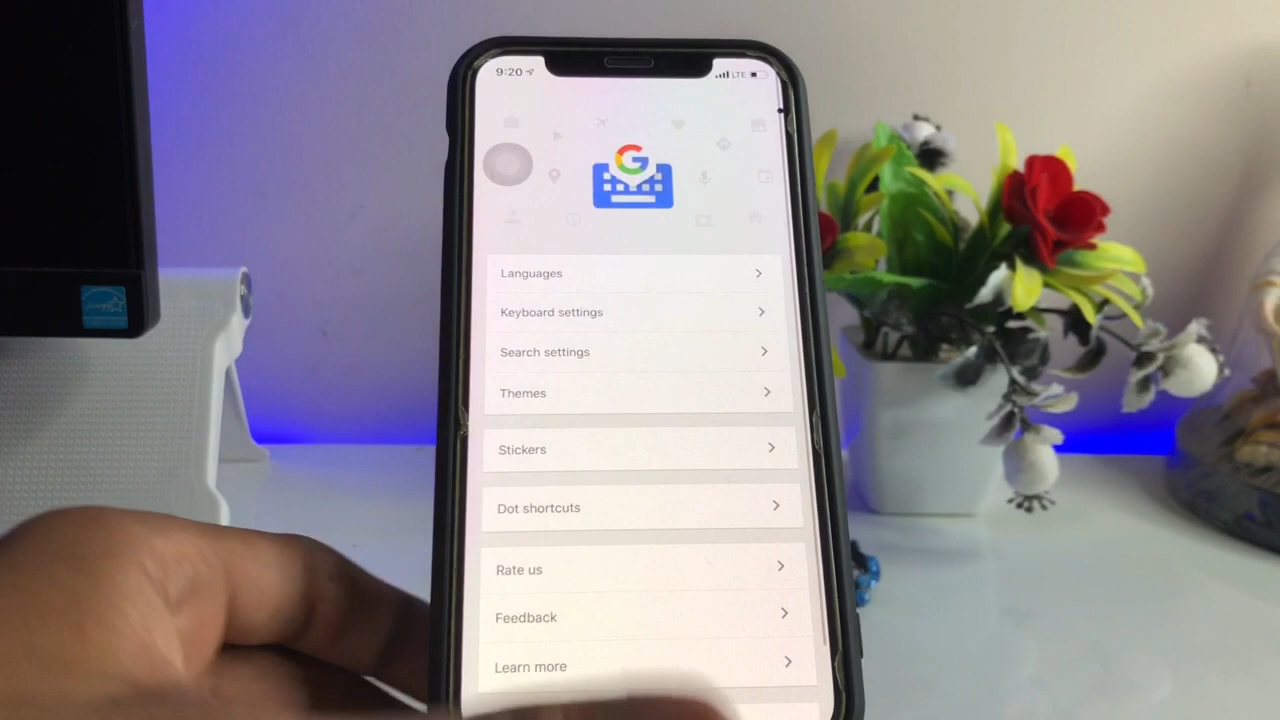 9:20
LTE
G
Languages
Keyboard settings
Search settings
Themes
Stickers
Dot shortcuts
Rate us
Feedback
Learn more